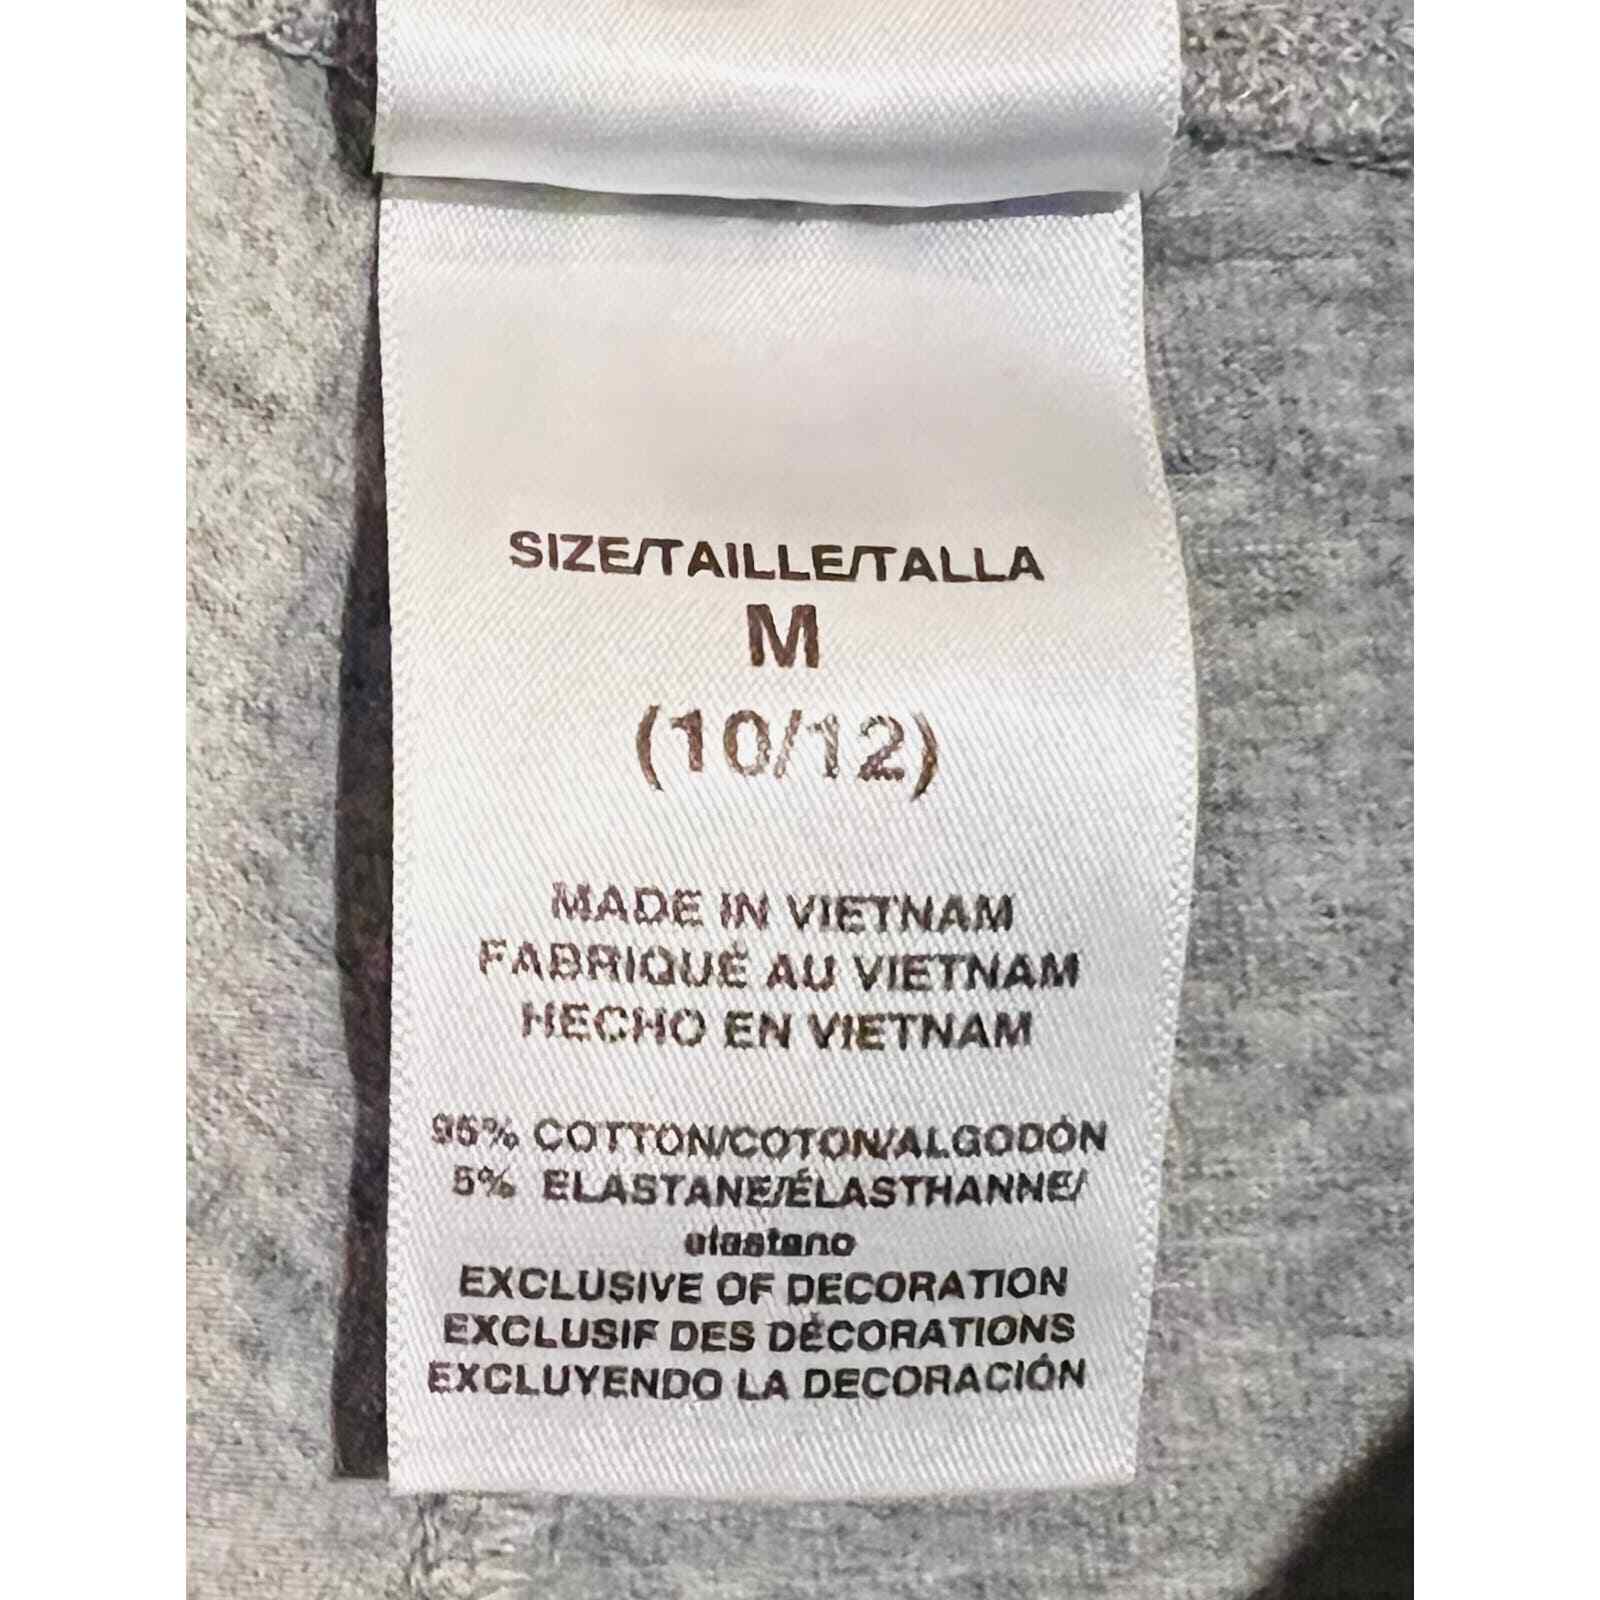 SIZE/TAILLE/TALLA
M
(10/12)
MADE IN VIETNAM
FABRIQUÉ AU VIETNAM
HECHO EN VIETNAM
95% COTTON/COTON/ALGODÓN
5% ELASTANE/ÉLASTHANNE/
elastano
EXCLUSIVE OF DECORATION
EXCLUSIF DES DÉCORATIONS
EXCLUYENDO LA DECORACIÓN